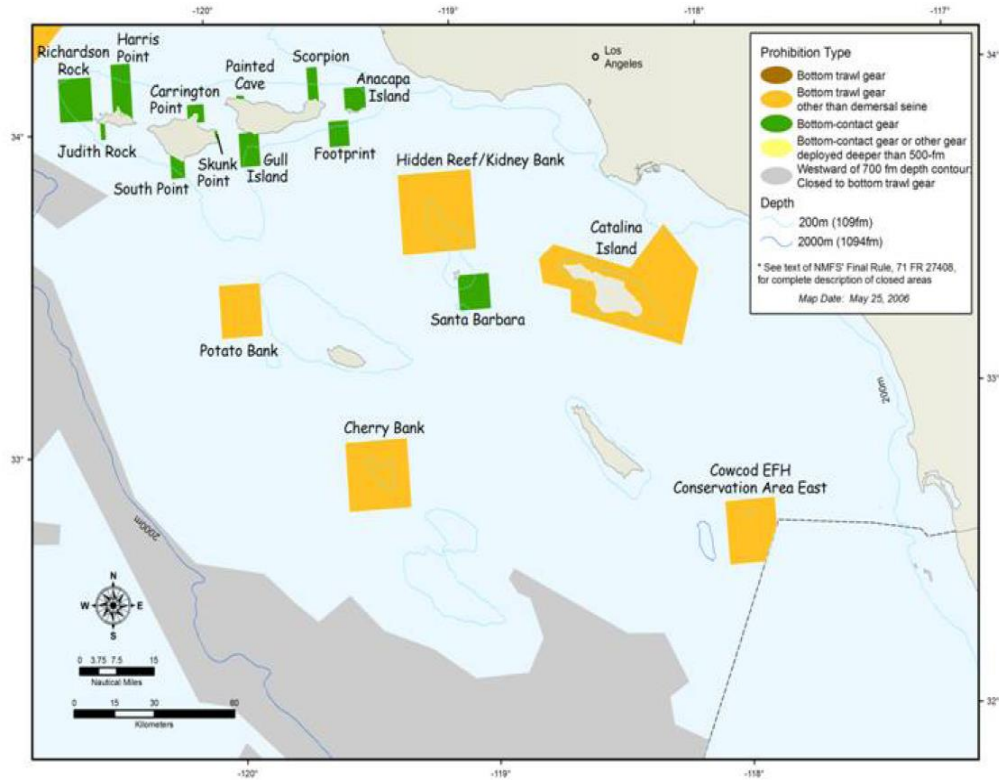 -120°
-119°
-118°
-117°
Richardson
Rock
Harris
Point
Carrington
Point
Painted
Cave
Scorpion
Anacapa
Island
Los
Angeles
34°
34°
Judith Rock
South Point
Skunk
Point
Gull
Island
Footprint
Hidden Reef/Kidney Bank
Catalina
Island
Santa Barbara
Potato Bank
Cherry Bank
Cowcod EFH
Conservation Area East
Prohibition Type
Bottom trawl gear
Bottom trawl gear
other than demersal seine
Bottom-contact gear
Bottom-contact gear or other gear
deployed deeper than 500-fm
Westward of 700 fm depth contour:
Closed to bottom trawl gear
Depth
200m (109fm)
2000m (1094fm)
* See text of NMFS' Final Rule, 71 FR 27408,
for complete description of closed areas
Map Date: May 25, 2006
200m
33°
33°
2000m
N
W E
S
0 3.75 7.5 15
Nautical Miles
0 15 30 60
Kilometers
32°
-120°
-119°
-118°